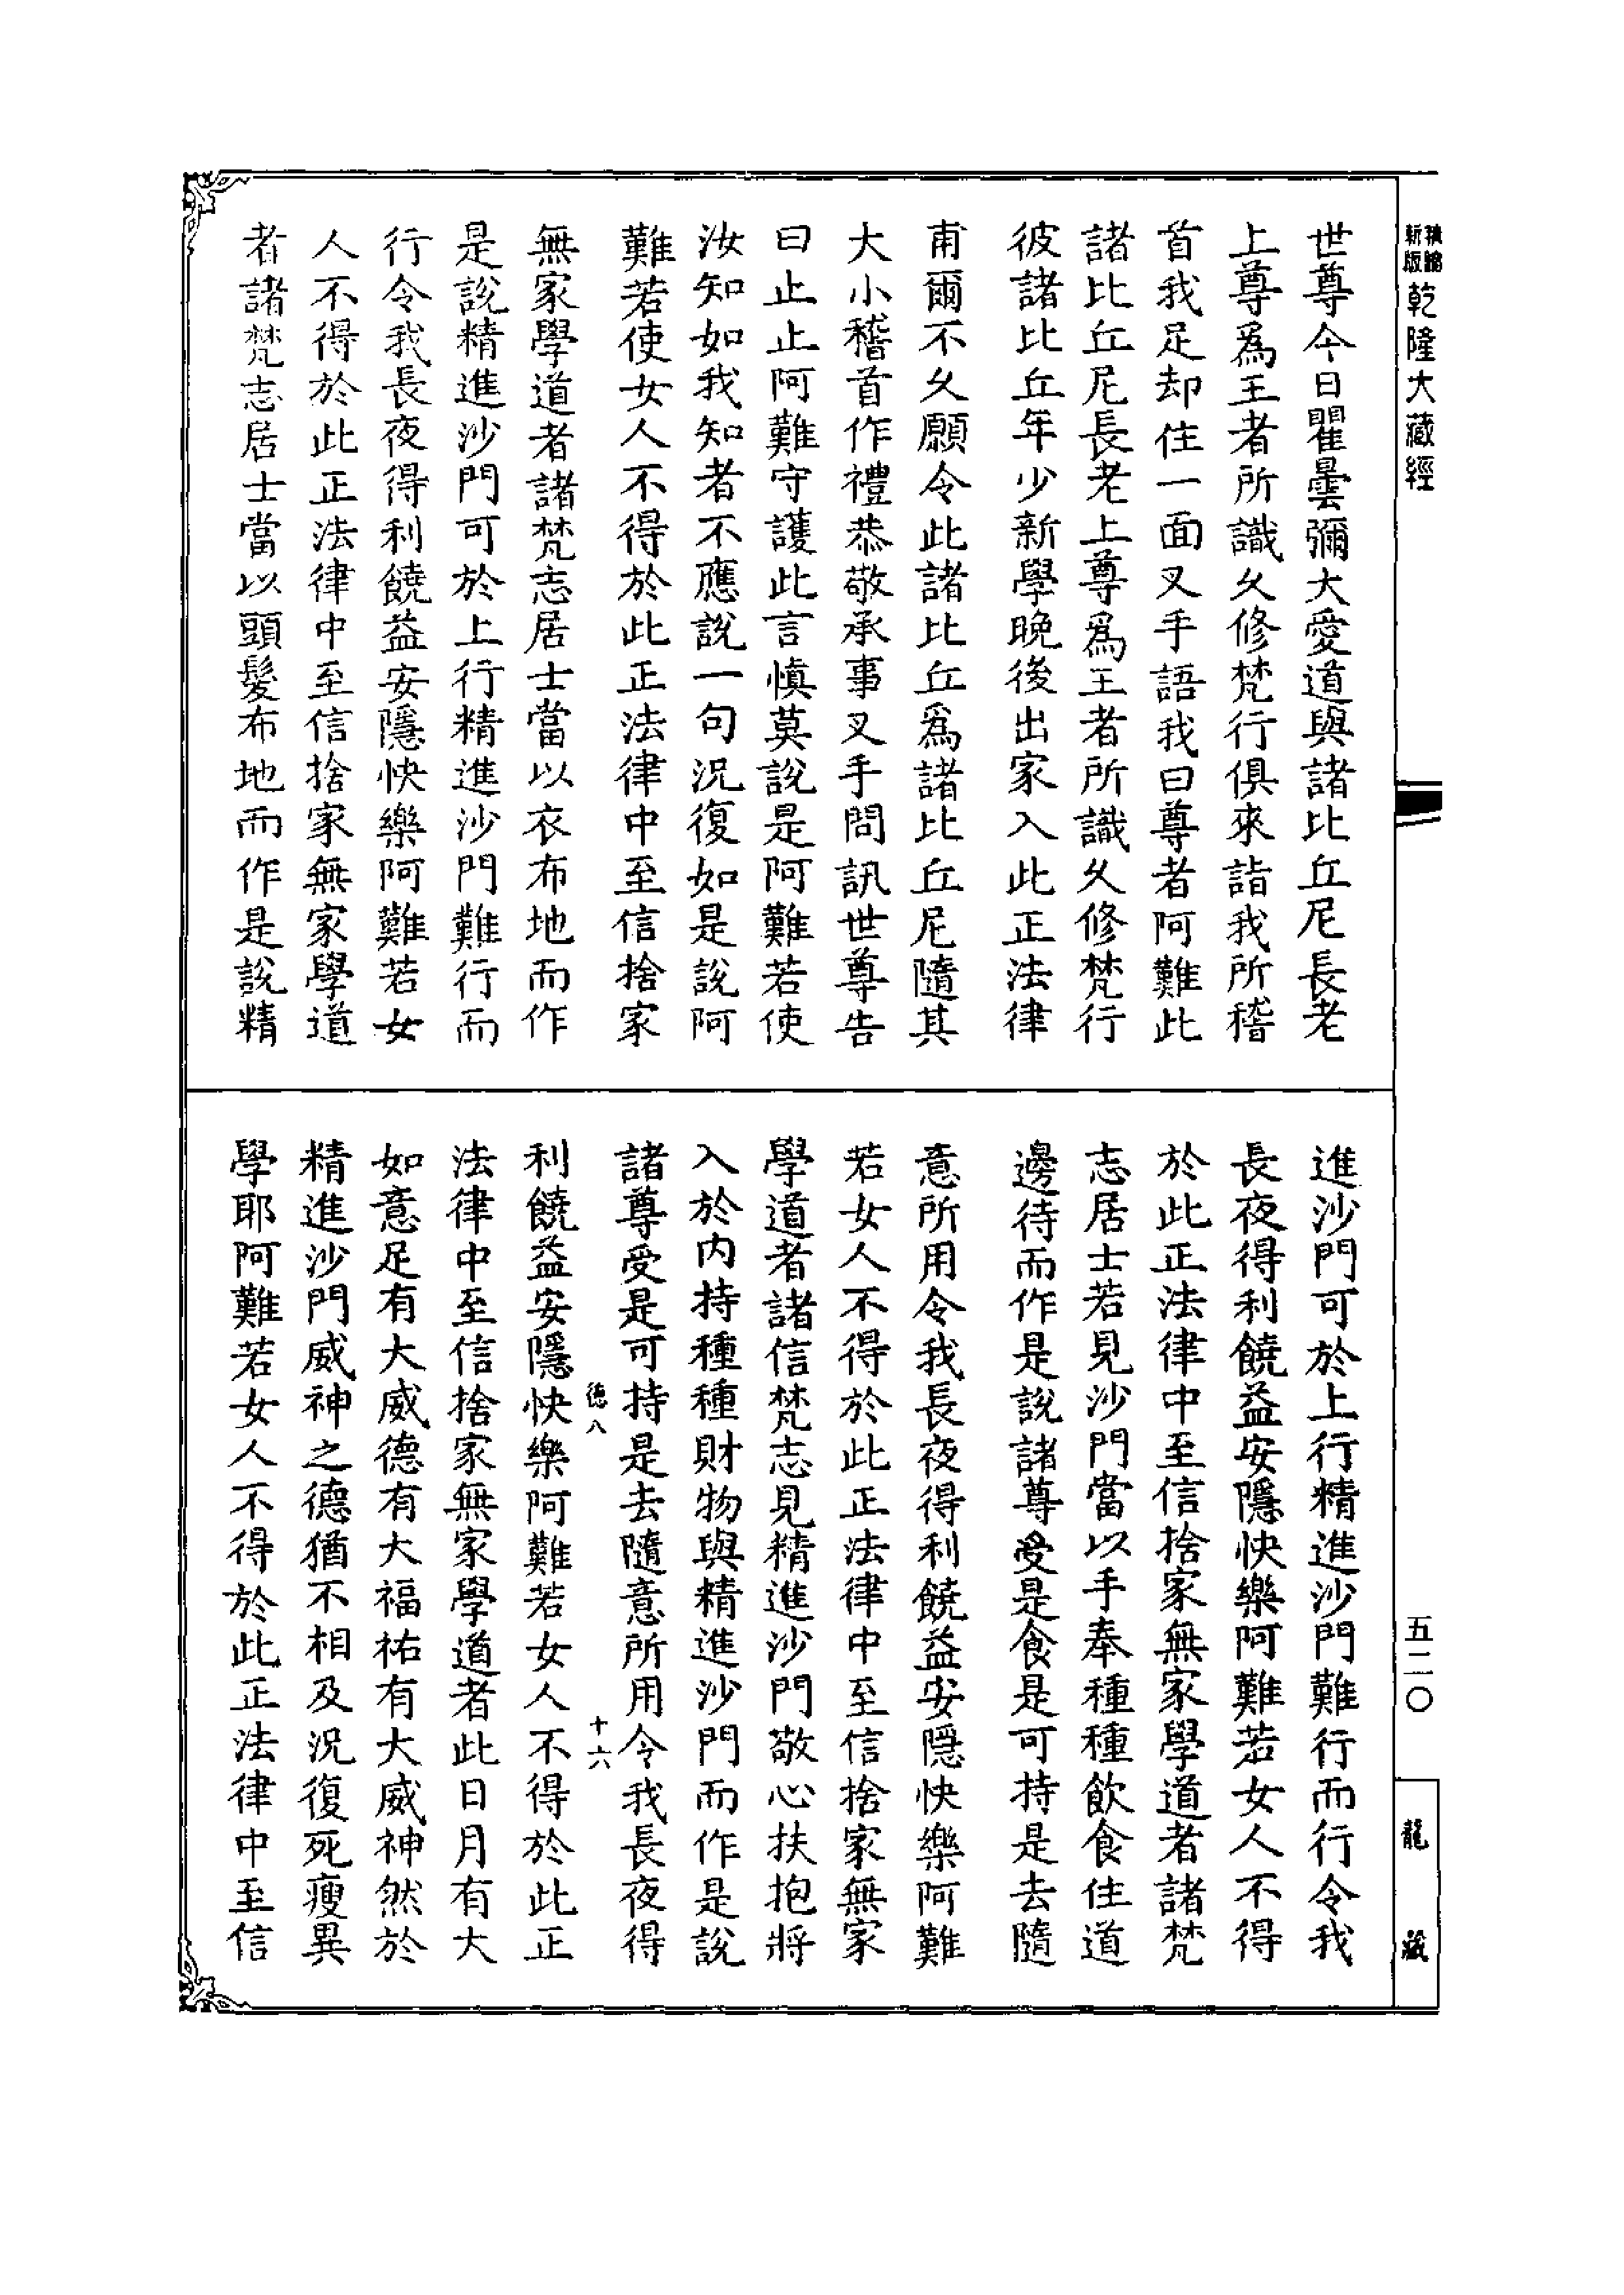 新版
乾隆大藏經
世尊今日瞿曇彌大愛道與諸比丘尼長老
上尊爲王者所識久修梵行俱來詣我所稽
首我足却住一面叉手語我曰尊者阿難此
諸比丘尼長老上尊爲王者所識久修梵行
彼諸比丘年少新學晚後出家入此正法律
甫爾不久願令此諸比丘爲諸比丘尼隨其
大小稽首作禮恭敬承事叉手問訊世尊告
曰止止阿難守護此言慎莫說是阿難若使
汝知如我知者不應說一句況復如是說阿
難若使女人不得於此正法律中至信捨家
無家學道者諸梵志居士當以衣布地而作
是說精進沙門可於上行精進沙門難行而
行令我長夜得利饒益安隱快樂阿難若女
人不得於此正法律中至信捨家無家學道
者諸梵志居士當以頭髮布地而作是說精
進沙門可於上行精進沙門難行而行令我
長夜得利饒益安隱快樂阿難若女人不得
於此正法律中至信捨家無家學道者諸梵
志居士若見沙門當以手奉種種飲食住道
邊待而作是說諸尊受是食是可持是去隨
意所用令我長夜得利饒益安隱快樂阿難
若女人不得於此正法律中至信捨家無家
學道者諸信梵志見精進沙門敬心扶抱將
入於内持種種財物與精進沙門而作是說
諸尊受是可持是去隨意所用令我長夜得
德八
十六
利饒益安隱快樂阿難若女人不得於此正
法律中至信捨家無家學道者此日月有大
如意足有大威德有大福祐有大威神然於
精進沙門威神之德猶不相及況復死瘦異
學耶阿難若女人不得於此正法律中至信
五二〇
龍藏